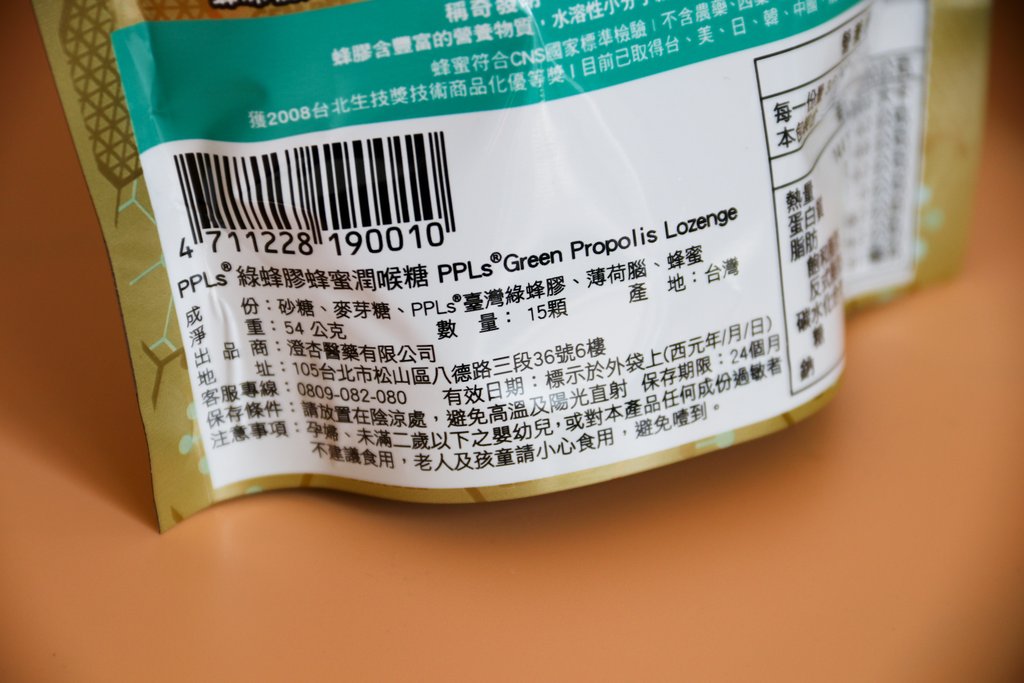 蜂膠含豐富的營養物質，水溶性小分
蜂蜜符合CNS國家標準檢驗｜不含農藥、西藥
獲2008台北生技獎技術商品化優等獎｜目前已取得台、美、日、韓、中國
4 711228 190010
PPLs® 綠蜂膠蜂蜜潤喉糖 PPLs® Green Propolis Lozenge
成份：砂糖、麥芽糖、PPLs®臺灣綠蜂膠、薄荷腦、蜂蜜
淨重：54 公克 數量：15顆 產地：台灣
出品商：澄杏醫藥有限公司
地址：105台北市松山區八德路三段36號6樓
客服專線：0809-082-080 有效日期：標示於外袋上(西元年/月/日)
保存條件：請放置在陰涼處，避免高溫及陽光直射 保存期限：24個月
注意事項：孕婦、未滿二歲以下之嬰幼兒，或對本產品任何成份過敏者
不建議食用，老人及孩童請小心食用，避免噎到。
每一份
熱量
蛋白
脂肪
鈉